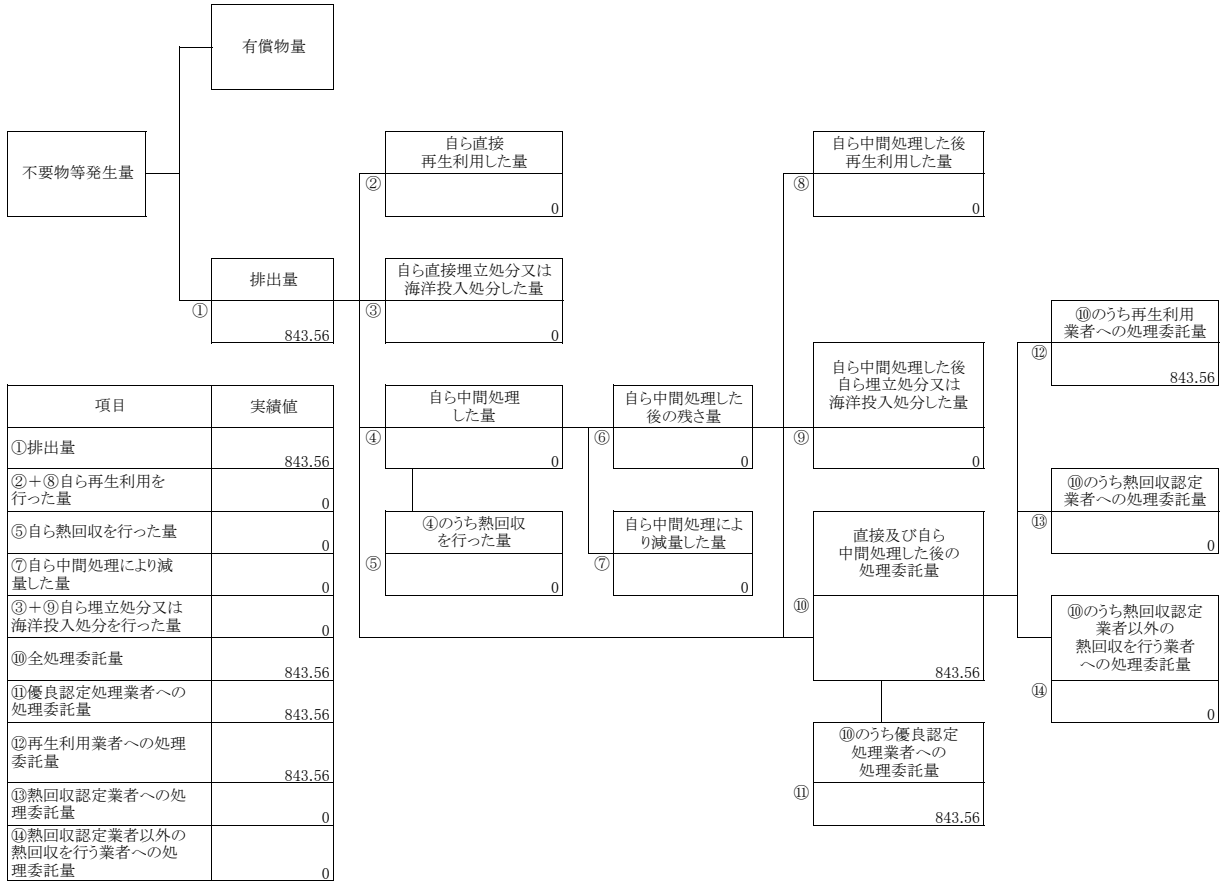 有償物量
不要物等発生量
自ら直接
再生利用した量
②
0
自ら中間処理した後
再生利用した量
⑧
0
排出量
①
843.56
自ら直接埋立処分又は
海洋投入処分した量
③
0
⑩のうち再生利用
業者への処理委託量
⑫
843.56
自ら中間処理
した量
④
0
自ら中間処理した
後の残さ量
⑥
0
自ら中間処理した後
自ら埋立処分又は
海洋投入処分した量
⑨
0
⑩のうち熱回収認定
業者への処理委託量
⑬
0
④のうち熱回収
を行った量
⑤
0
自ら中間処理によ
り減量した量
⑦
0
直接及び自ら
中間処理した後の
処理委託量
⑩
843.56
⑩のうち熱回収認定
業者以外の
熱回収を行う業者
への処理委託量
⑭
0
⑩のうち優良認定
処理業者への
処理委託量
⑪
843.56
項目 実績値
①排出量 843.56
②＋⑧自ら再生利用を
行った量 0
⑤自ら熱回収を行った量 0
⑦自ら中間処理により減
量した量 0
③＋⑨自ら埋立処分又は
海洋投入処分を行った量 0
⑩全処理委託量 843.56
⑪優良認定処理業者への
処理委託量 843.56
⑫再生利用業者への処理
委託量 843.56
⑬熱回収認定業者への処
理委託量 0
⑭熱回収認定業者以外の
熱回収を行う業者への処
理委託量 0